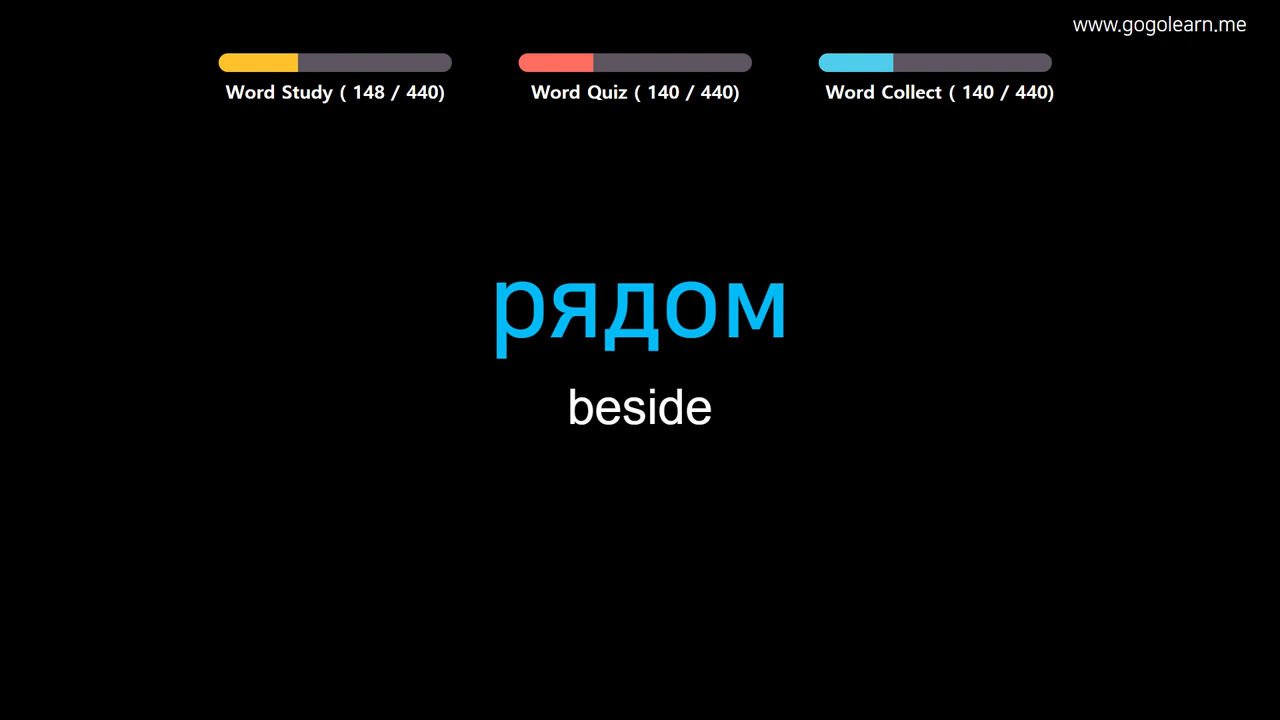 www.gogolearn.me
Word Study ( 148 / 440)
Word Quiz ( 140 / 440)
Word Collect ( 140 / 440)
рядом
beside